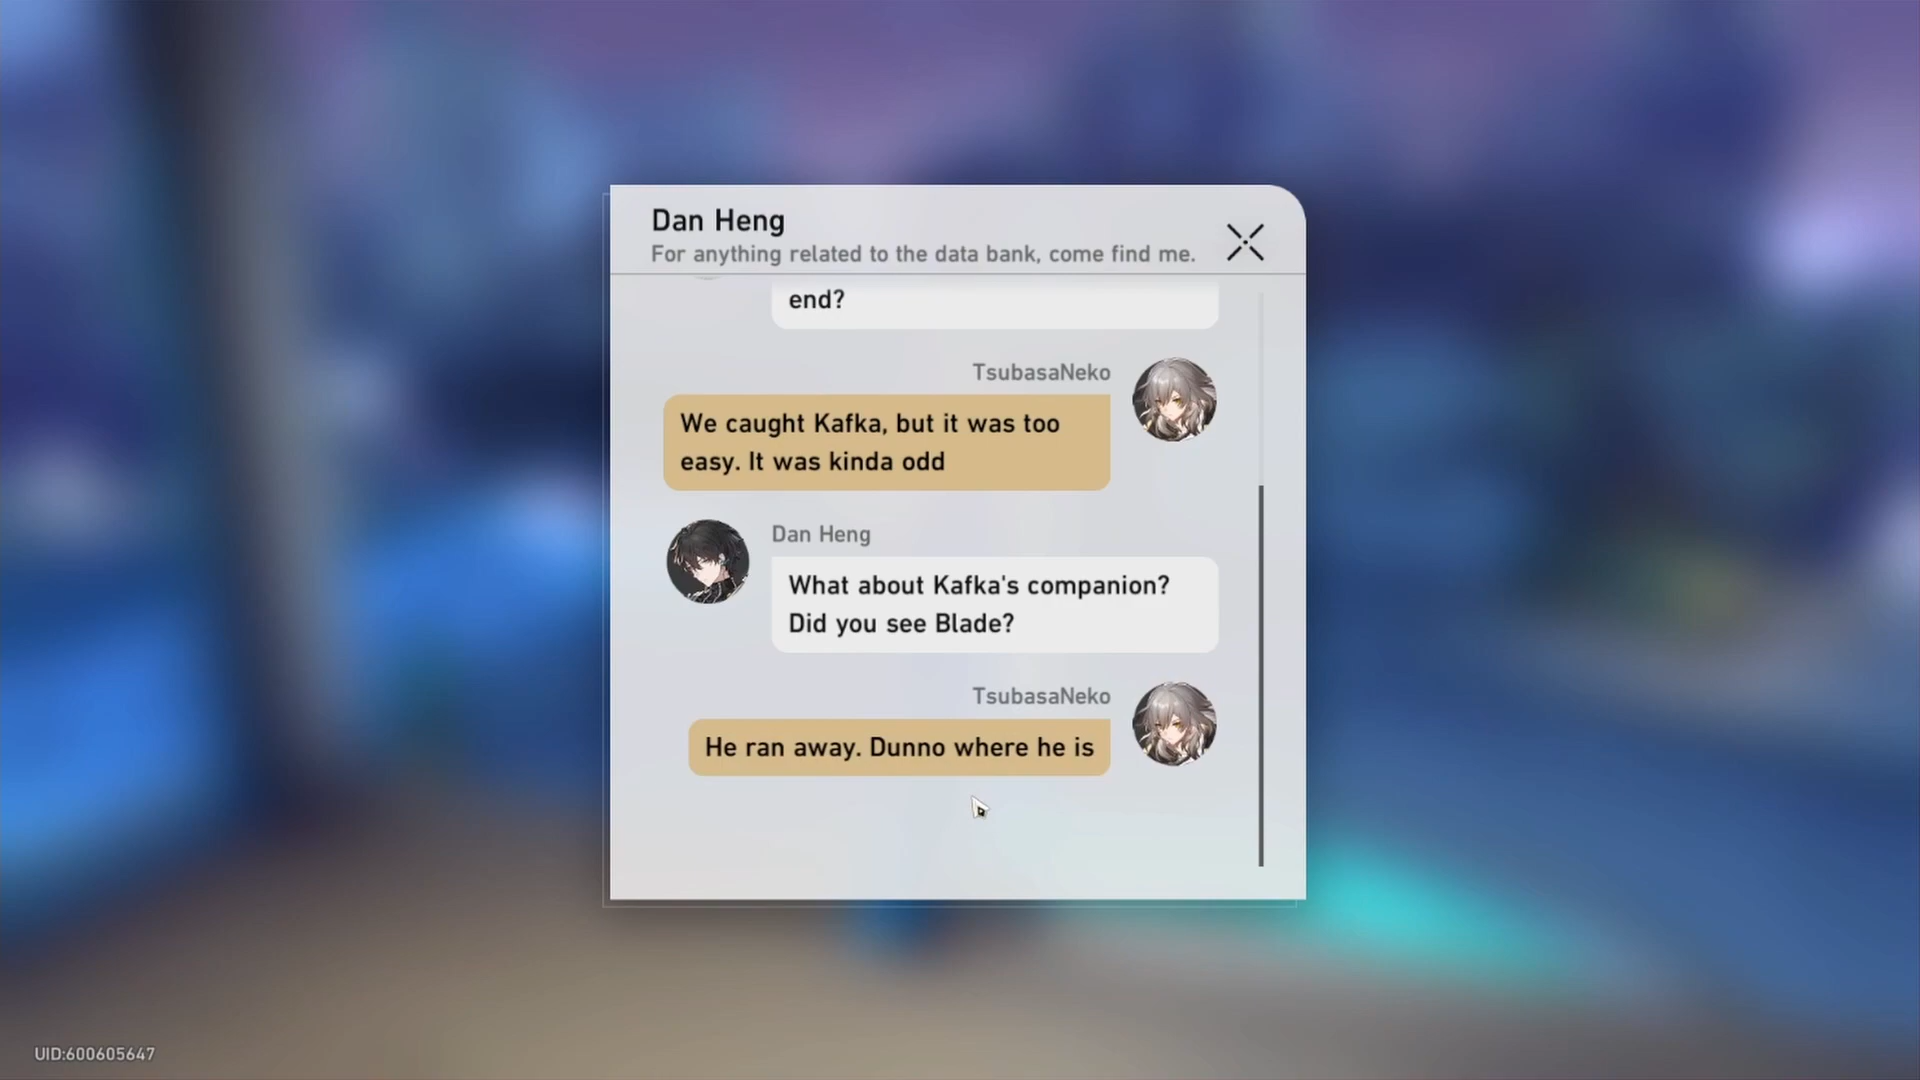 Dan Heng
For anything related to the data bank, come find me.
end?
TsubasaNeko
We caught Kafka, but it was too
easy. It was kinda odd
Dan Heng
What about Kafka's companion?
Did you see Blade?
TsubasaNeko
He ran away. Dunno where he is
UID:600605647